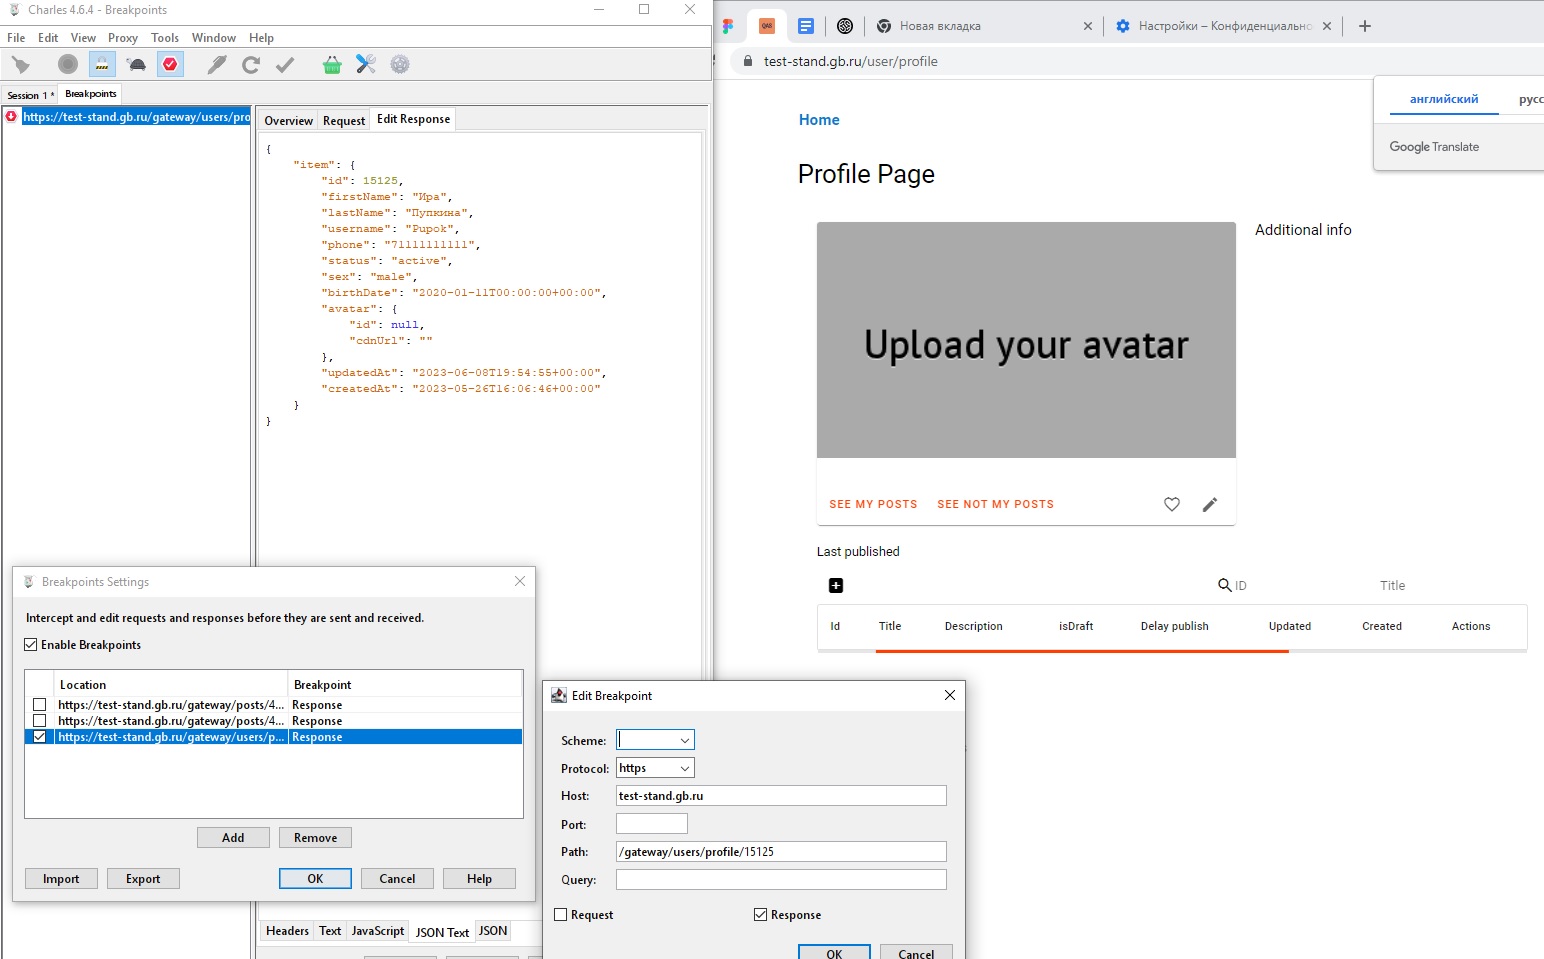 Charles 4.6.4 - Breakpoints
File Edit View Proxy Tools Window Help
Session 1 * Breakpoints
https://test-stand.gb.ru/gateway/users/pro
Overview Request Edit Response
{
"item": {
"id": 15125,
"firstName": "Ира",
"lastName": "Пупкина",
"username": "Pupok",
"phone": "71111111111",
"status": "active",
"sex": "male",
"birthDate": "2020-01-11T00:00:00+00:00",
"avatar": {
"id": null,
"cdnUrl": ""
},
"updatedAt": "2023-06-08T19:54:55+00:00",
"createdAt": "2023-05-26T16:06:46+00:00"
}
}
Headers Text JavaScript JSON Text JSON
Breakpoints Settings
Intercept and edit requests and responses before they are sent and received.
Enable Breakpoints
Location Breakpoint
https://test-stand.gb.ru/gateway/posts/4... Response
https://test-stand.gb.ru/gateway/posts/4... Response
https://test-stand.gb.ru/gateway/users/p... Response
Add Remove
Import Export OK Cancel Help
Edit Breakpoint
Scheme:
Protocol: https
Host: test-stand.gb.ru
Port:
Path: /gateway/users/profile/15125
Query:
Request Response
OK Cancel
Новая вкладка
Настройки – Конфиденциально
test-stand.gb.ru/user/profile
английский русс
Google Translate
Home
Profile Page
Upload your avatar
Additional info
SEE MY POSTS SEE NOT MY POSTS
Last published
ID Title
Id Title Description isDraft Delay publish Updated Created Actions